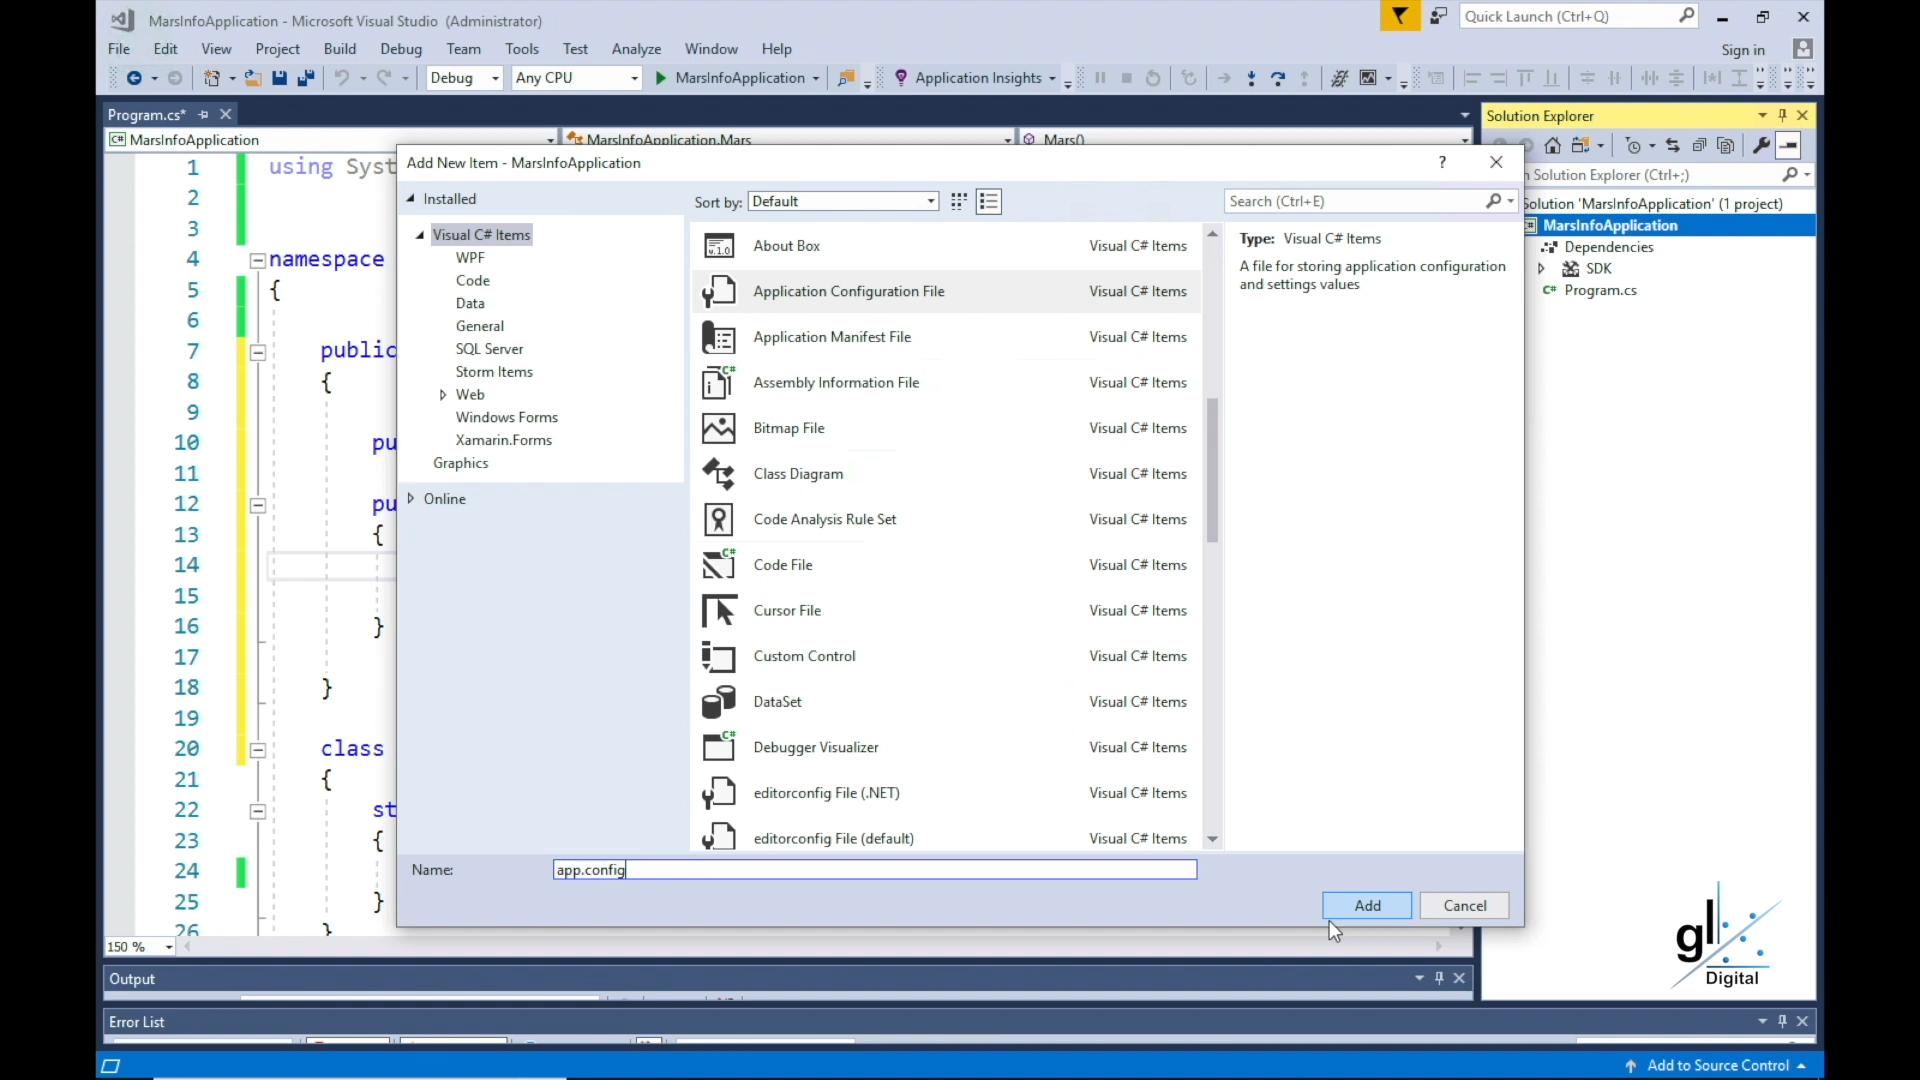 MarsInfoApplication - Microsoft Visual Studio (Administrator)
Quick Launch (Ctrl+Q)
File Edit View Project Build Debug Team Tools Test Analyze Window Help
Sign in
Debug Any CPU MarsInfoApplication Application Insights
Program.cs*
C# MarsInfoApplication MarsInfoApplication.Mars Mars()
1 using Syst
2
3
4 namespace
5 {
6
7 public
8 {
9
10 pu
11
12 pu
13 {
14
15
16 }
17
18 }
19
20 class
21 {
22 st
23 {
24
25 }
26 }
150 %
Add New Item - MarsInfoApplication
?
Installed
Visual C# Items
WPF
Code
Data
General
SQL Server
Storm Items
Web
Windows Forms
Xamarin.Forms
Graphics
Online
Sort by: Default
Search (Ctrl+E)
About Box Visual C# Items
Application Configuration File Visual C# Items
Application Manifest File Visual C# Items
Assembly Information File Visual C# Items
Bitmap File Visual C# Items
Class Diagram Visual C# Items
Code Analysis Rule Set Visual C# Items
Code File Visual C# Items
Cursor File Visual C# Items
Custom Control Visual C# Items
DataSet Visual C# Items
Debugger Visualizer Visual C# Items
editorconfig File (.NET) Visual C# Items
editorconfig File (default) Visual C# Items
Type: Visual C# Items
A file for storing application configuration
and settings values
Name: app.config
Add Cancel
Solution Explorer
Solution Explorer (Ctrl+;)
Solution 'MarsInfoApplication' (1 project)
MarsInfoApplication
Dependencies
SDK
C# Program.cs
gl
Digital
Output
Error List
Add to Source Control